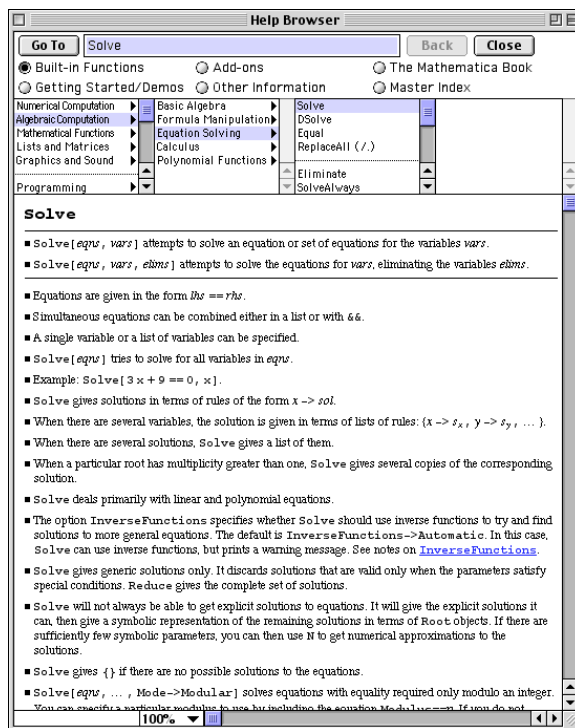 Help Browser
Go To Solve Back Close
Built-in Functions Add-ons The Mathematica Book
Getting Started/Demos Other Information Master Index
Numerical Computation Basic Algebra Solve
Algebraic Computation Formula Manipulation DSolve
Mathematical Functions Equation Solving Equal
Lists and Matrices Calculus ReplaceAll (/.)
Graphics and Sound Polynomial Functions
Eliminate
Programming SolveAlways
Solve
■ Solve[eqns, vars] attempts to solve an equation or set of equations for the variables vars.
■ Solve[eqns, vars, elims] attempts to solve the equations for vars, eliminating the variables elims.
■ Equations are given in the form lhs == rhs.
■ Simultaneous equations can be combined either in a list or with &&.
■ A single variable or a list of variables can be specified.
■ Solve[eqns] tries to solve for all variables in eqns.
■ Example: Solve[3 x + 9 == 0, x].
■ Solve gives solutions in terms of rules of the form x -> sol.
■ When there are several variables, the solution is given in terms of lists of rules: {x -> sₓ, y -> s_y, ... }.
■ When there are several solutions, Solve gives a list of them.
■ When a particular root has multiplicity greater than one, Solve gives several copies of the corresponding
solution.
■ Solve deals primarily with linear and polynomial equations.
■ The option InverseFunctions specifies whether Solve should use inverse functions to try and find
solutions to more general equations. The default is InverseFunctions->Automatic. In this case,
Solve can use inverse functions, but prints a warning message. See notes on InverseFunctions.
■ Solve gives generic solutions only. It discards solutions that are valid only when the parameters satisfy
special conditions. Reduce gives the complete set of solutions.
■ Solve will not always be able to get explicit solutions to equations. It will give the explicit solutions it
can, then give a symbolic representation of the remaining solutions in terms of Root objects. If there are
sufficiently few symbolic parameters, you can then use N to get numerical approximations to the
solutions.
■ Solve gives {} if there are no possible solutions to the equations.
■ Solve[eqns, ... , Mode->Modular] solves equations with equality required only modulo an integer.
You can specify a particular modulus to use by including the equation Modulus==n. If you do not
100%